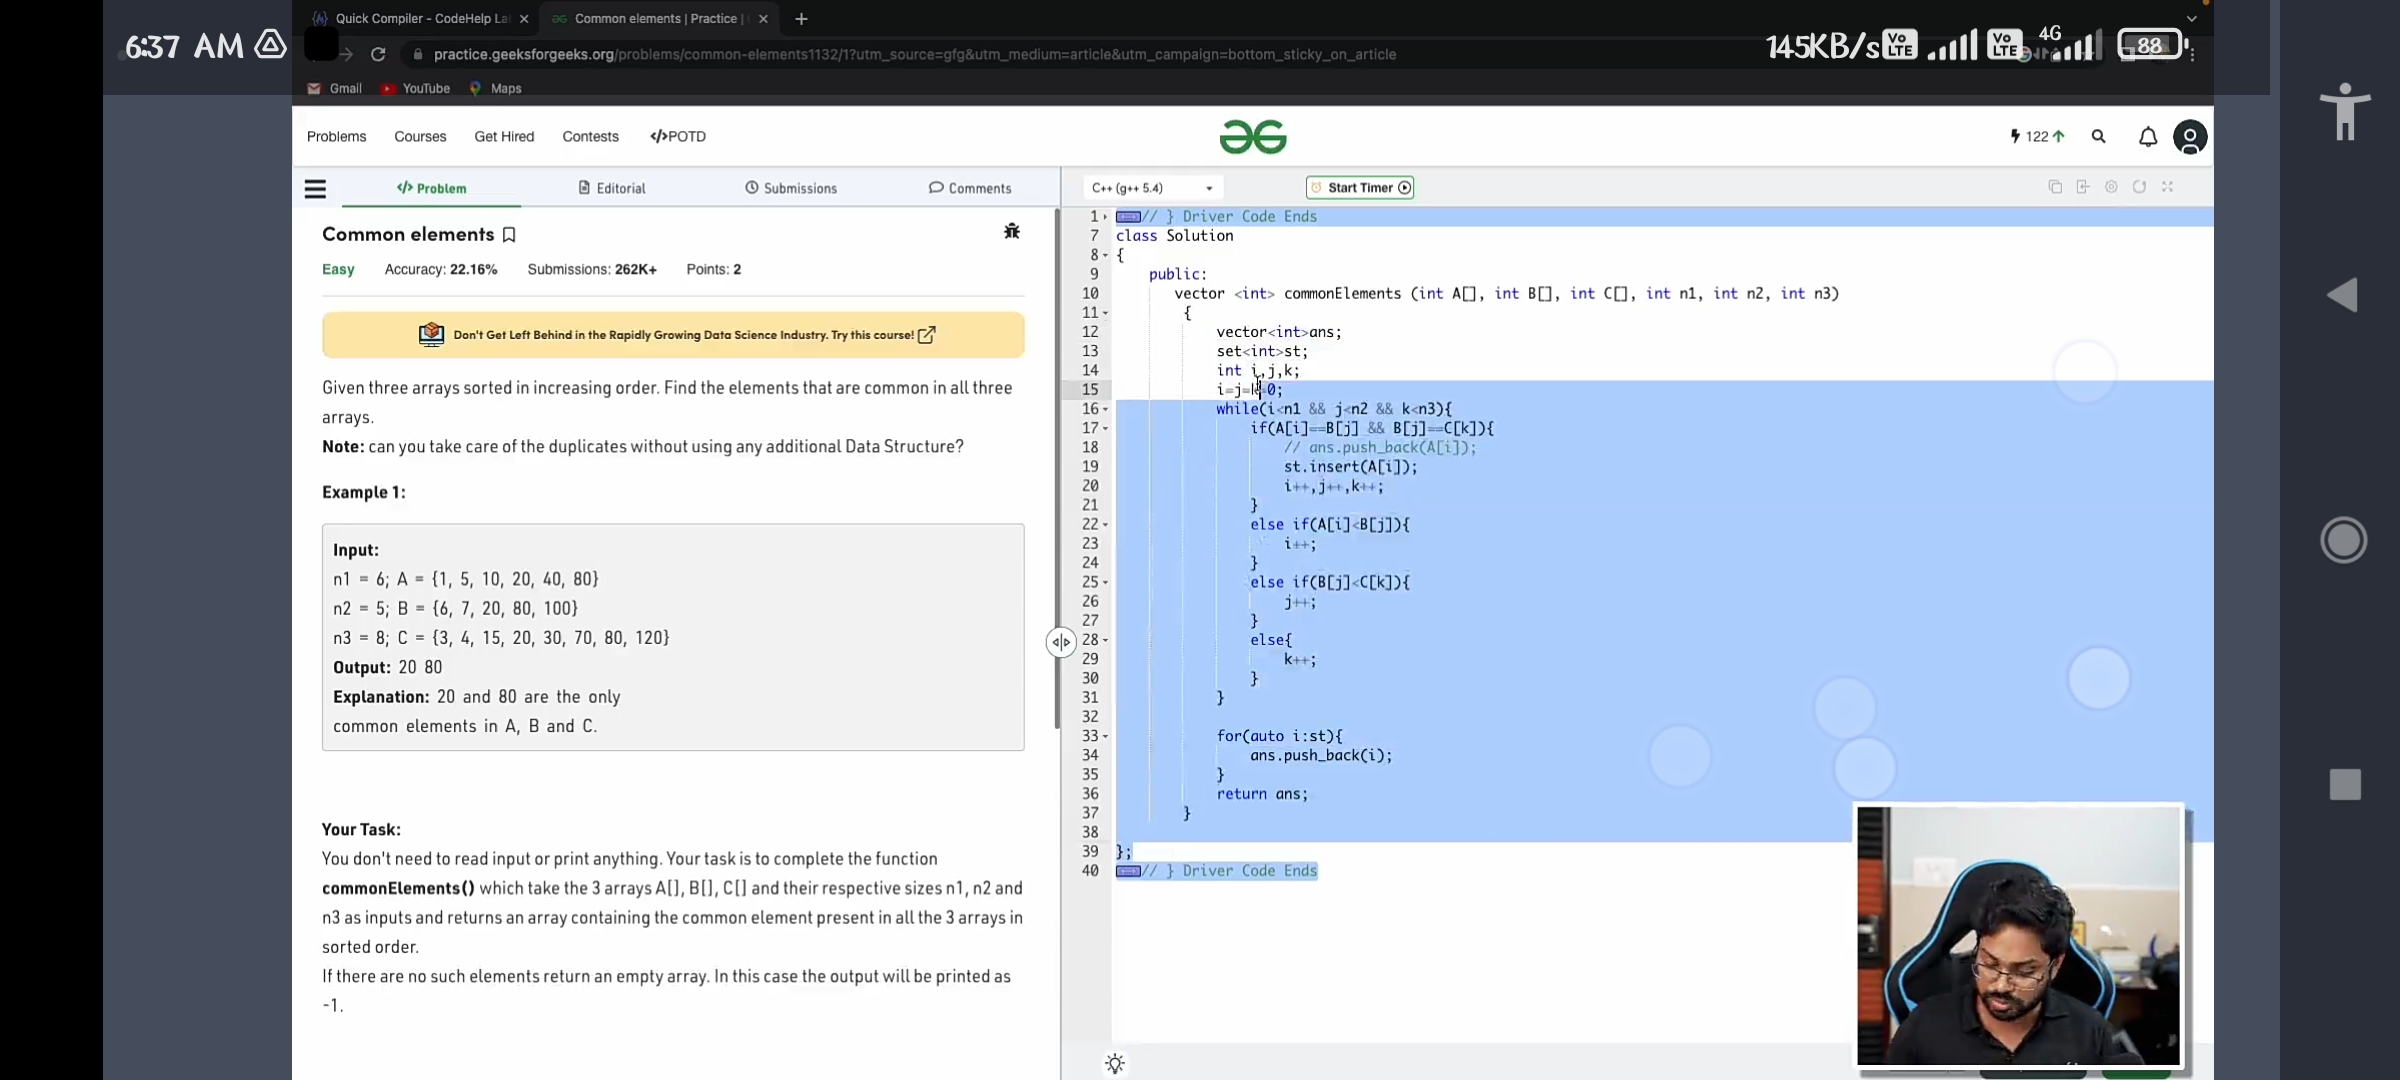 Quick Compiler - CodeHelp La
Common elements | Practice |
6:37 AM
145KB/s
Vo LTE
Vo LTE
4G
88
practice.geeksforgeeks.org/problems/common-elements1132/1?utm_source=gfg&utm_medium=article&utm_campaign=bottom_sticky_on_article
Gmail
YouTube
Maps
Problems
Courses
Get Hired
Contests
</>POTD
122
</> Problem
Editorial
Submissions
Comments
C++ (g++ 5.4)
Start Timer
Common elements
Easy
Accuracy: 22.16%
Submissions: 262K+
Points: 2
Don't Get Left Behind in the Rapidly Growing Data Science Industry. Try this course!
Given three arrays sorted in increasing order. Find the elements that are common in all three
arrays.
Note: can you take care of the duplicates without using any additional Data Structure?
Example 1:
Input:
n1 = 6; A = {1, 5, 10, 20, 40, 80}
n2 = 5; B = {6, 7, 20, 80, 100}
n3 = 8; C = {3, 4, 15, 20, 30, 70, 80, 120}
Output: 20 80
Explanation: 20 and 80 are the only
common elements in A, B and C.
Your Task:
You don't need to read input or print anything. Your task is to complete the function
commonElements() which take the 3 arrays A[], B[], C[] and their respective sizes n1, n2 and
n3 as inputs and returns an array containing the common element present in all the 3 arrays in
sorted order.
If there are no such elements return an empty array. In this case the output will be printed as
-1.
1 // } Driver Code Ends
7 class Solution
8 {
9 public:
10 vector <int> commonElements (int A[], int B[], int C[], int n1, int n2, int n3)
11 {
12 vector<int>ans;
13 set<int>st;
14 int i,j,k;
15 i=j=k=0;
16 while(i<n1 && j<n2 && k<n3){
17 if(A[i]==B[j] && B[j]==C[k]){
18 // ans.push_back(A[i]);
19 st.insert(A[i]);
20 i++,j++,k++;
21 }
22 else if(A[i]<B[j]){
23 i++;
24 }
25 else if(B[j]<C[k]){
26 j++;
27 }
28 else{
29 k++;
30 }
31 }
32
33 for(auto i:st){
34 ans.push_back(i);
35 }
36 return ans;
37 }
38
39 };
40 // } Driver Code Ends